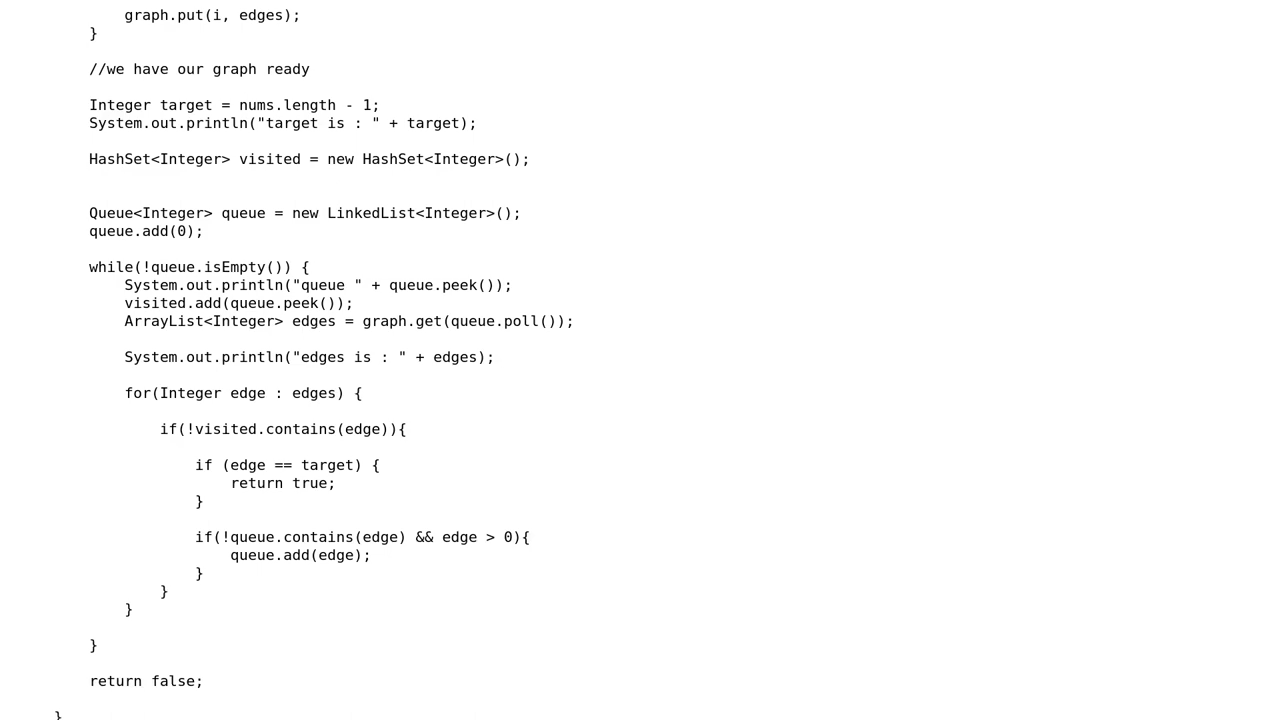 graph.put(i, edges);
}
//we have our graph ready
Integer target = nums.length - 1;
System.out.println("target is : " + target);
HashSet<Integer> visited = new HashSet<Integer>();
Queue<Integer> queue = new LinkedList<Integer>();
queue.add(0);
while(!queue.isEmpty()) {
System.out.println("queue " + queue.peek());
visited.add(queue.peek());
ArrayList<Integer> edges = graph.get(queue.poll());
System.out.println("edges is : " + edges);
for(Integer edge : edges) {
if(!visited.contains(edge)){
if (edge == target) {
return true;
}
if(!queue.contains(edge) && edge > 0){
queue.add(edge);
}
}
}
}
return false;
}